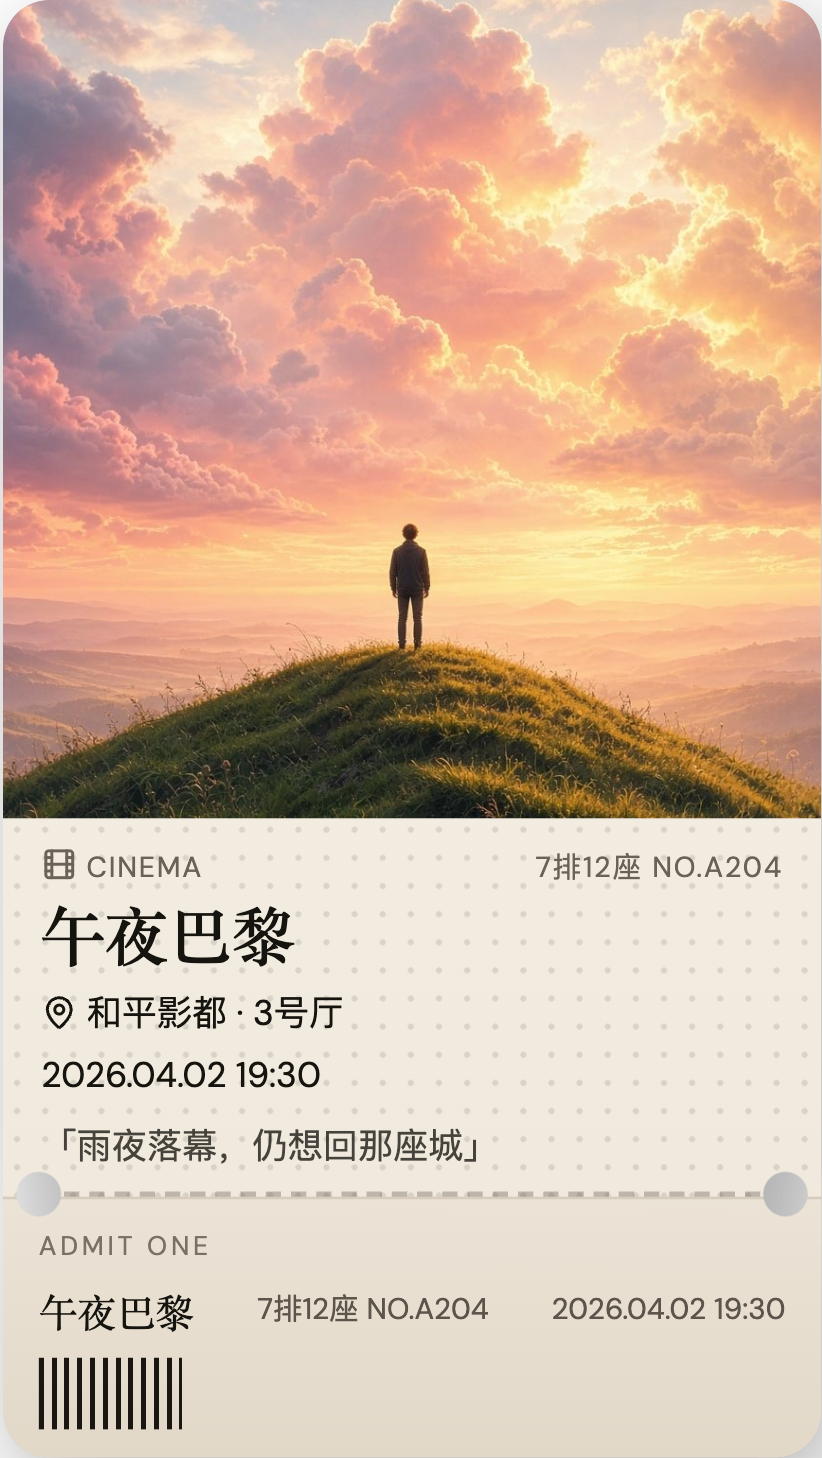 CINEMA 7排12座 NO.A204
午夜巴黎
和平影都 · 3号厅
2026.04.02 19:30
「雨夜落幕，仍想回那座城」
ADMIT ONE
午夜巴黎 7排12座 NO.A204 2026.04.02 19:30